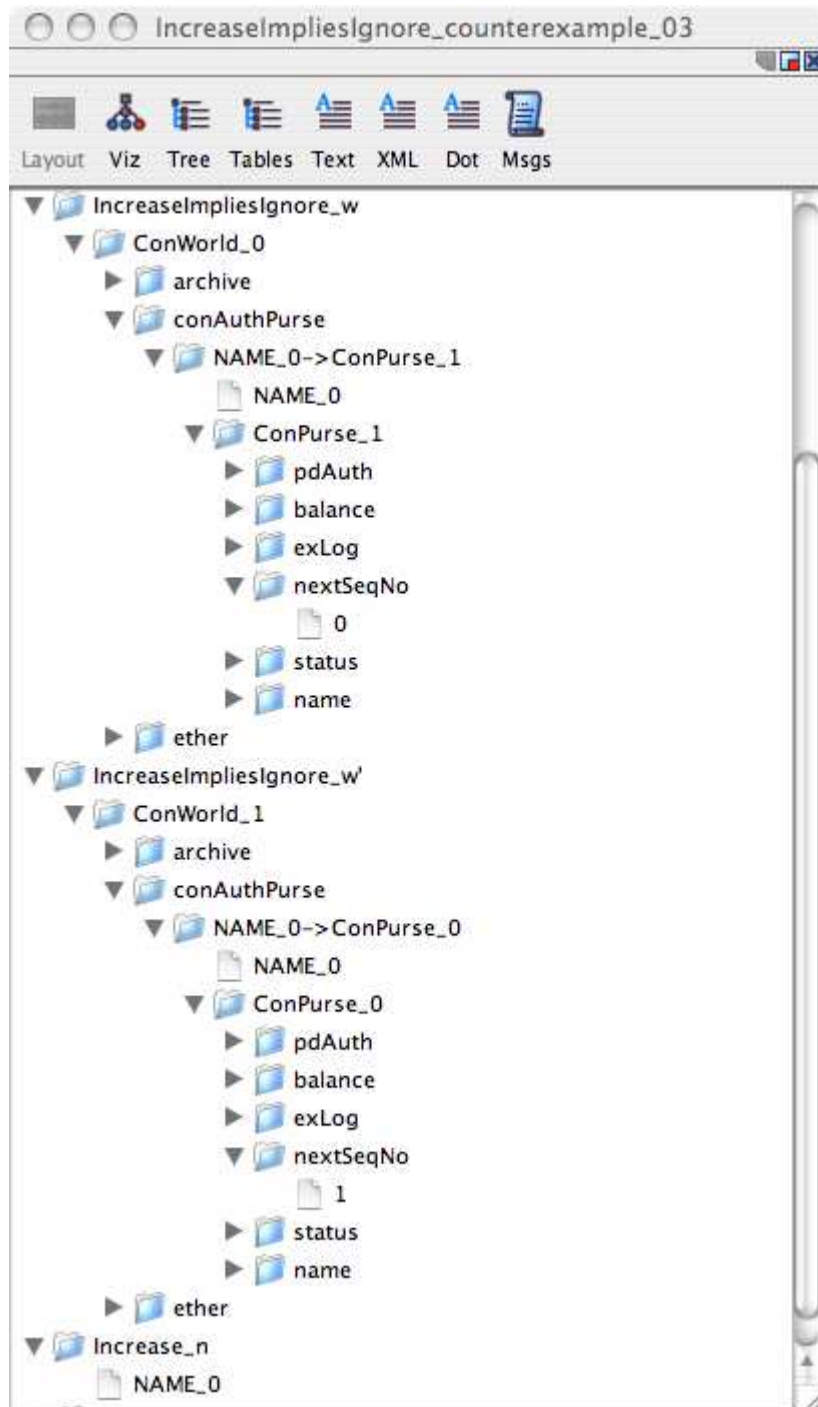 IncreaseImpliesIgnore_counterexample_03
Layout Viz Tree Tables Text XML Dot Msgs
IncreaseImpliesIgnore_w
ConWorld_0
archive
conAuthPurse
NAME_0->ConPurse_1
NAME_0
ConPurse_1
pdAuth
balance
exLog
nextSeqNo
0
status
name
ether
IncreaseImpliesIgnore_w'
ConWorld_1
archive
conAuthPurse
NAME_0->ConPurse_0
NAME_0
ConPurse_0
pdAuth
balance
exLog
nextSeqNo
1
status
name
ether
Increase_n
NAME_0